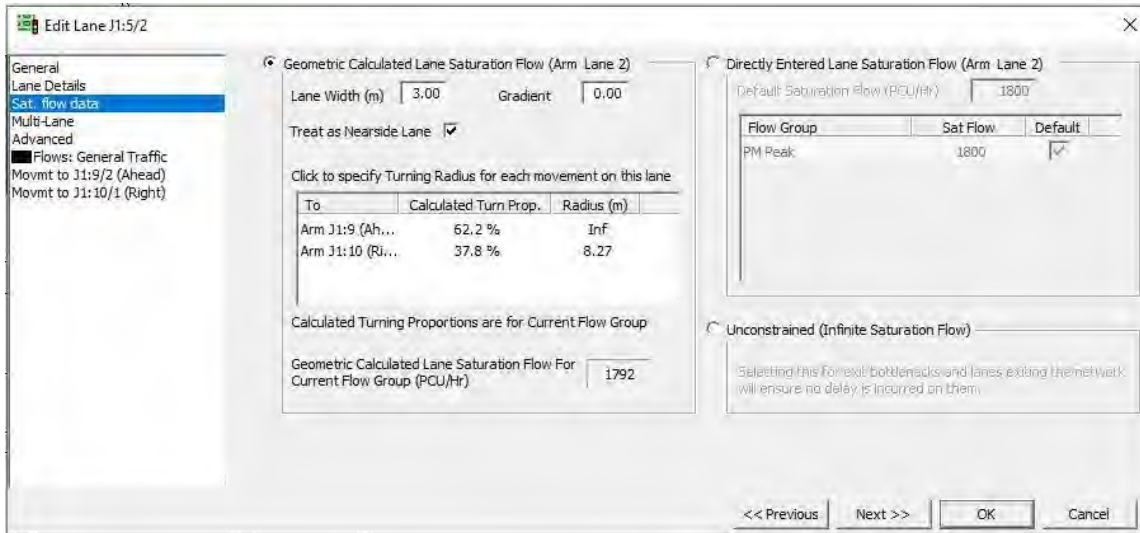 Edit Lane J1:5/2
General
Lane Details
Sat. flow data
Multi-Lane
Advanced
Flows: General Traffic
Movmt to J1:9/2 (Ahead)
Movmt to J1:10/1 (Right)
Geometric Calculated Lane Saturation Flow (Arm Lane 2)
Lane Width (m) 3.00 Gradient 0.00
Treat as Nearside Lane
Click to specify Turning Radius for each movement on this lane
To Calculated Turn Prop. Radius (m)
Arm J1:9 (Ah... 62.2 % Inf
Arm J1:10 (Ri... 37.8 % 8.27
Calculated Turning Proportions are for Current Flow Group
Geometric Calculated Lane Saturation Flow For
Current Flow Group (PCU/Hr) 1792
Directly Entered Lane Saturation Flow (Arm Lane 2)
Default Saturation Flow (PCU/Hr) 1800
Flow Group Sat Flow Default
PM Peak 1800
Unconstrained (Infinite Saturation Flow)
Selecting this for exit bottlenecks and lanes exiting the network
will ensure no delay is incurred on them.
<< Previous Next >> OK Cancel